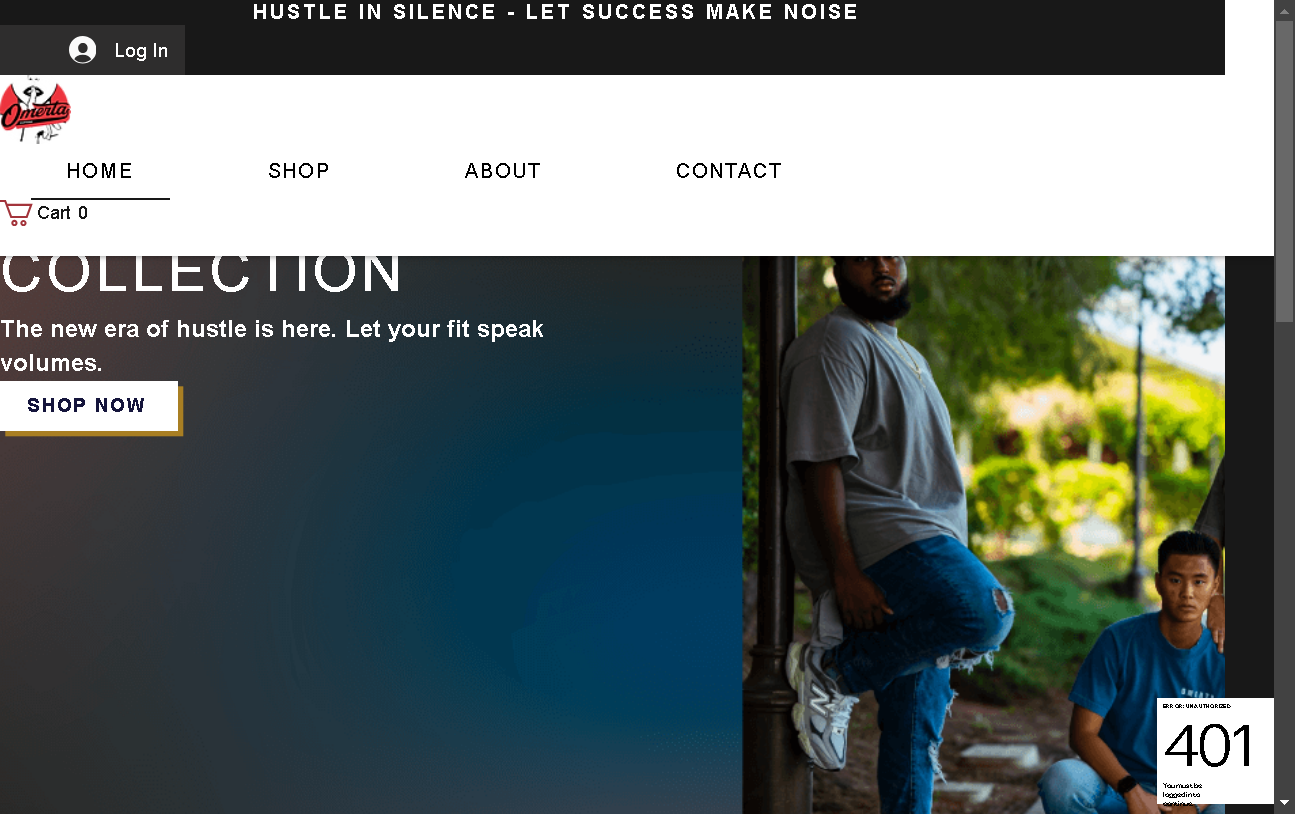 HUSTLE IN SILENCE - LET SUCCESS MAKE NOISE
Log In
Omerta
HOME SHOP ABOUT CONTACT
Cart 0
COLLECTION
The new era of hustle is here. Let your fit speak
volumes.
SHOP NOW
N
ERROR: UNAUTHORIZED
401
You must be
logged in to
continue